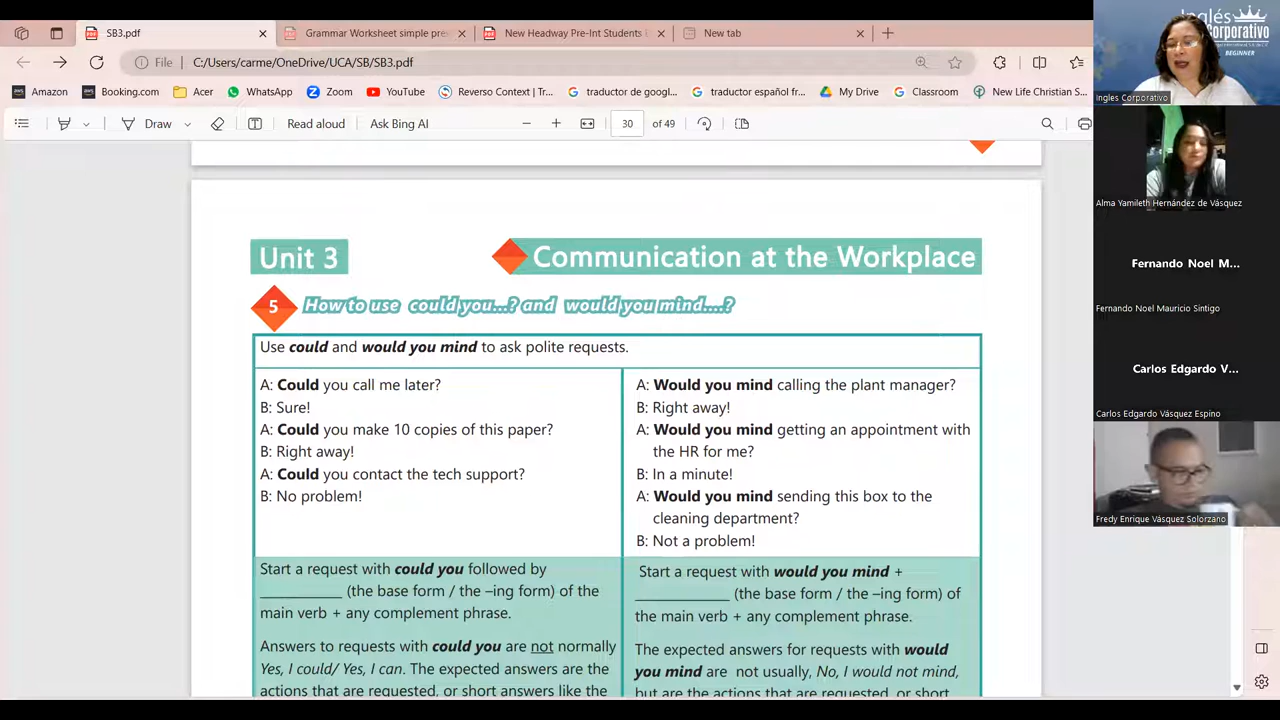 SB3.pdf
Grammar Worksheet simple pre
New Headway Pre-Int Students E
New tab
File
C:/Users/carme/OneDrive/UCA/SB/SB3.pdf
Amazon
Booking.com
Acer
WhatsApp
Zoom
YouTube
Reverso Context | Tr...
traductor de googl...
traductor español fr...
My Drive
Classroom
New Life Christian S...
Draw
Read aloud
Ask Bing AI
30
of 49
Unit 3
Communication at the Workplace
5
How to use could you...? and would you mind....?
Use could and would you mind to ask polite requests.
A: Could you call me later?
B: Sure!
A: Could you make 10 copies of this paper?
B: Right away!
A: Could you contact the tech support?
B: No problem!
A: Would you mind calling the plant manager?
B: Right away!
A: Would you mind getting an appointment with
the HR for me?
B: In a minute!
A: Would you mind sending this box to the
cleaning department?
B: Not a problem!
Start a request with could you followed by
__________ (the base form / the –ing form) of the
main verb + any complement phrase.
Answers to requests with could you are not normally
Yes, I could/ Yes, I can. The expected answers are the
actions that are requested, or short answers like the
Start a request with would you mind +
___________ (the base form / the –ing form) of
the main verb + any complement phrase.
The expected answers for requests with would
you mind are not usually, No, I would not mind,
but are the actions that are requested, or short
Inglés
Corporativo
BEGINNER
Ingles Corporativo
Alma Yamileth Hernández de Vásquez
Fernando Noel M...
Fernando Noel Mauricio Sintigo
Carlos Edgardo V...
Carlos Edgardo Vásquez Espino
Fredy Enrique Vásquez Solorzano